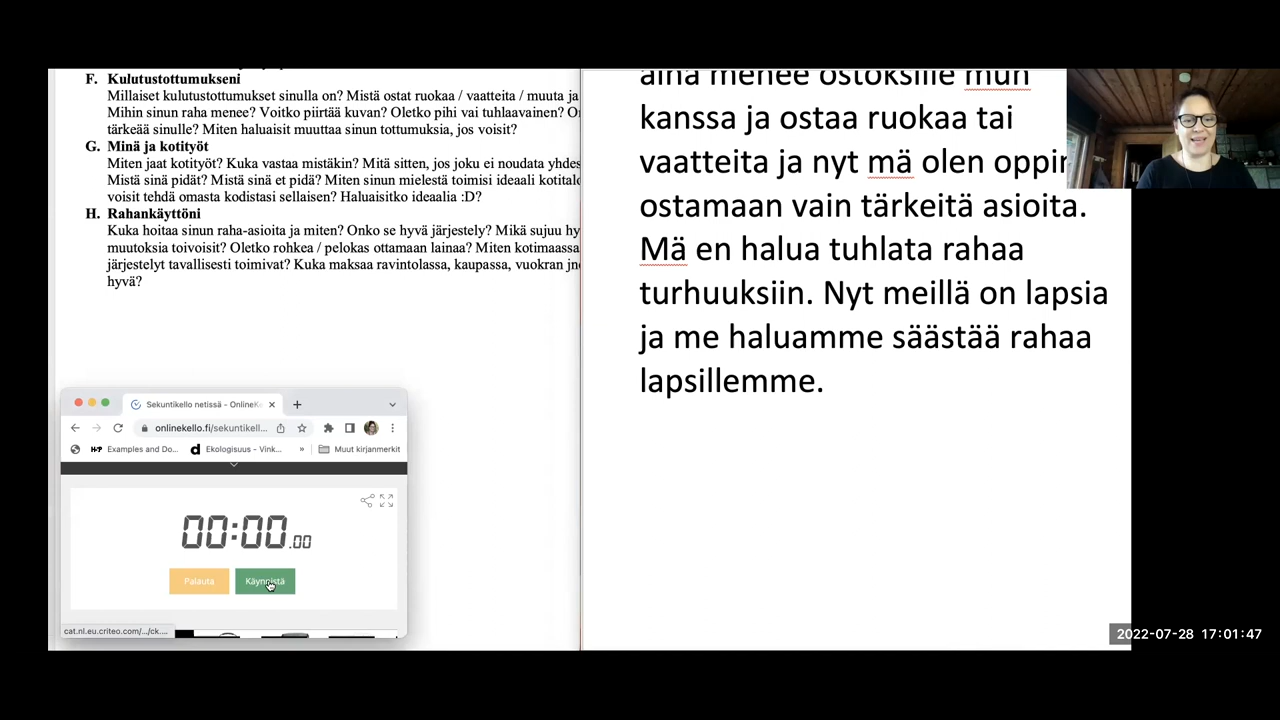 F. Kulutustottumukseni
Millaiset kulutustottumukset sinulla on? Mistä ostat ruokaa / vaatteita / muuta ja
Mihin sinun raha menee? Voitko piirtää kuvan? Oletko pihi vai tuhlaavainen?
tärkeää sinulle? Miten haluaisit muuttaa sinun tottumuksia, jos voisit?
G. Minä ja kotityöt
Miten jaat kotityöt? Kuka vastaa mistäkin? Mitä sitten, jos joku ei noudata
Mistä sinä pidät? Mistä sinä et pidä? Miten sinun mielestä toimisi ideaali
voisit tehdä omasta kodistasi sellaisen? Haluaisitko ideaalia :D?
H. Rahankäyttöni
Kuka hoitaa sinun raha-asioita ja miten? Onko se hyvä järjestely? Mikä sujuu
muutoksia toivoisit? Oletko rohkea / pelokas ottamaan lainaa? Miten kotimaassa
järjestelyt tavallisesti toimivat? Kuka maksaa ravintolassa, kaupassa, vuokran
hyvä?
aina menee ostoksille mun
kanssa ja ostaa ruokaa tai
vaatteita ja nyt mä olen oppin
ostamaan vain tärkeitä asioita.
Mä en halua tuhlata rahaa
turhuuksiin. Nyt meillä on lapsia
ja me haluamme säästää rahaa
lapsillemme.
Sekuntikello netissä - OnlineKe
onlinekello.fi/sekuntikell...
H+P Examples and Do... d Ekologisuus - Vink... » Muut kirjanmerkit
00:00.00
Palauta Käynnistä
cat.nl.eu.criteo.com/.../ck....
2022-07-28 17:01:47